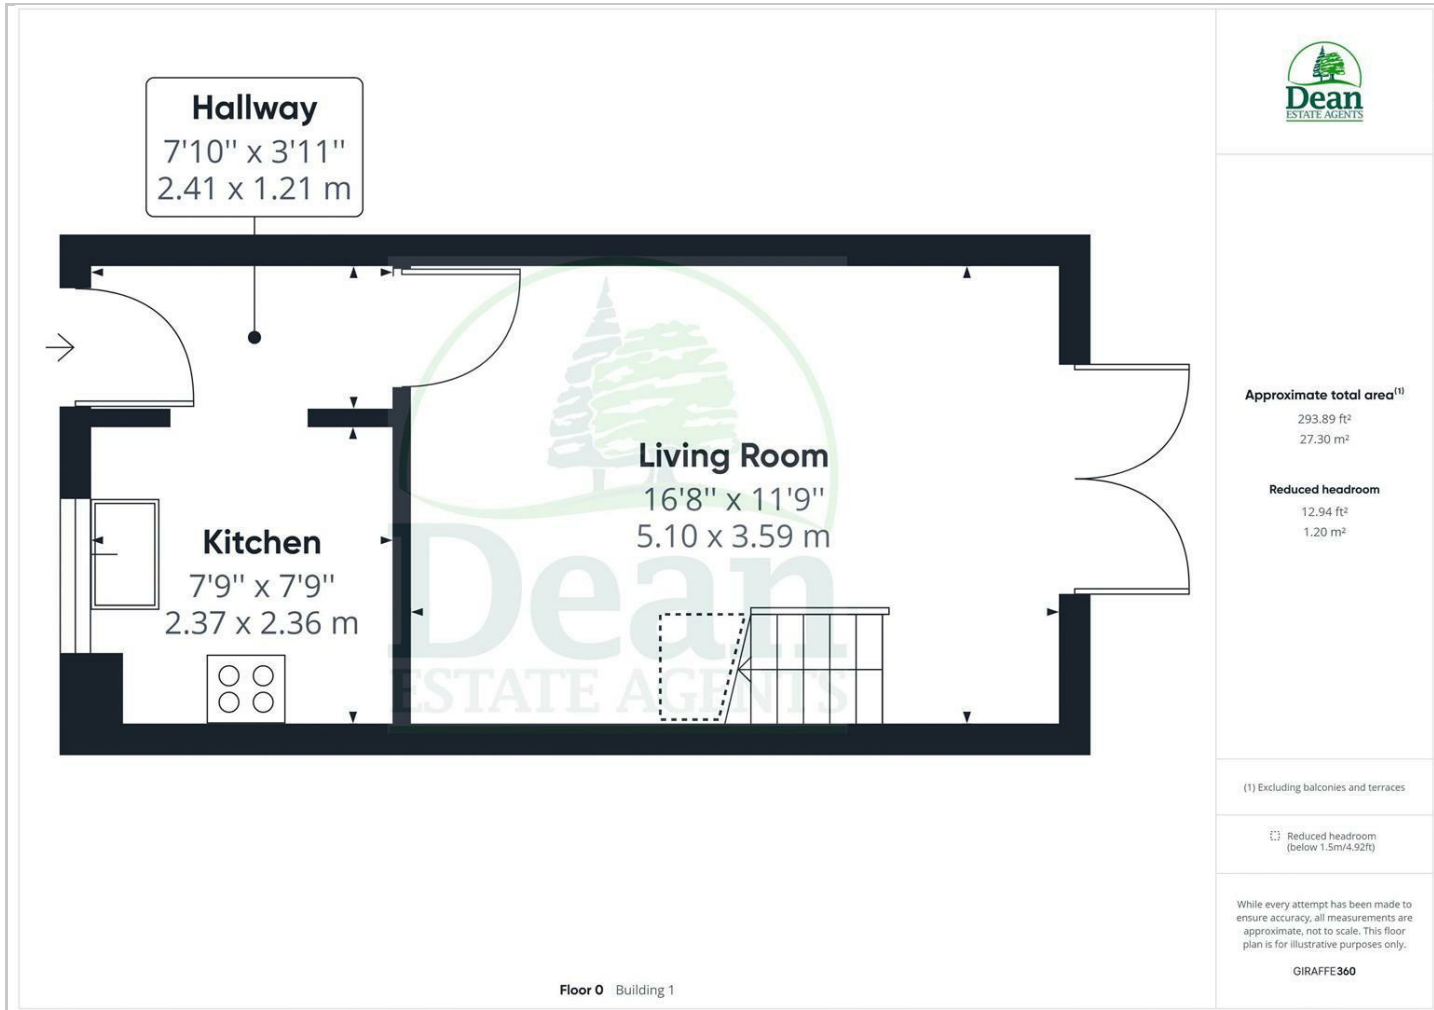 Hallway
7'10'' x 3'11''
2.41 x 1.21 m
Living Room
16'8'' x 11'9''
5.10 x 3.59 m
Kitchen
7'9'' x 7'9''
2.37 x 2.36 m
Dean
ESTATE AGENTS
Floor 0 Building 1
Dean
ESTATE AGENTS
Approximate total area(1)
293.89 ft²
27.30 m²
Reduced headroom
12.94 ft²
1.20 m²
(1) Excluding balconies and terraces
Reduced headroom
(below 1.5m/4.92ft)
While every attempt has been made to
ensure accuracy, all measurements are
approximate, not to scale. This floor
plan is for illustrative purposes only.
GIRAFFE360